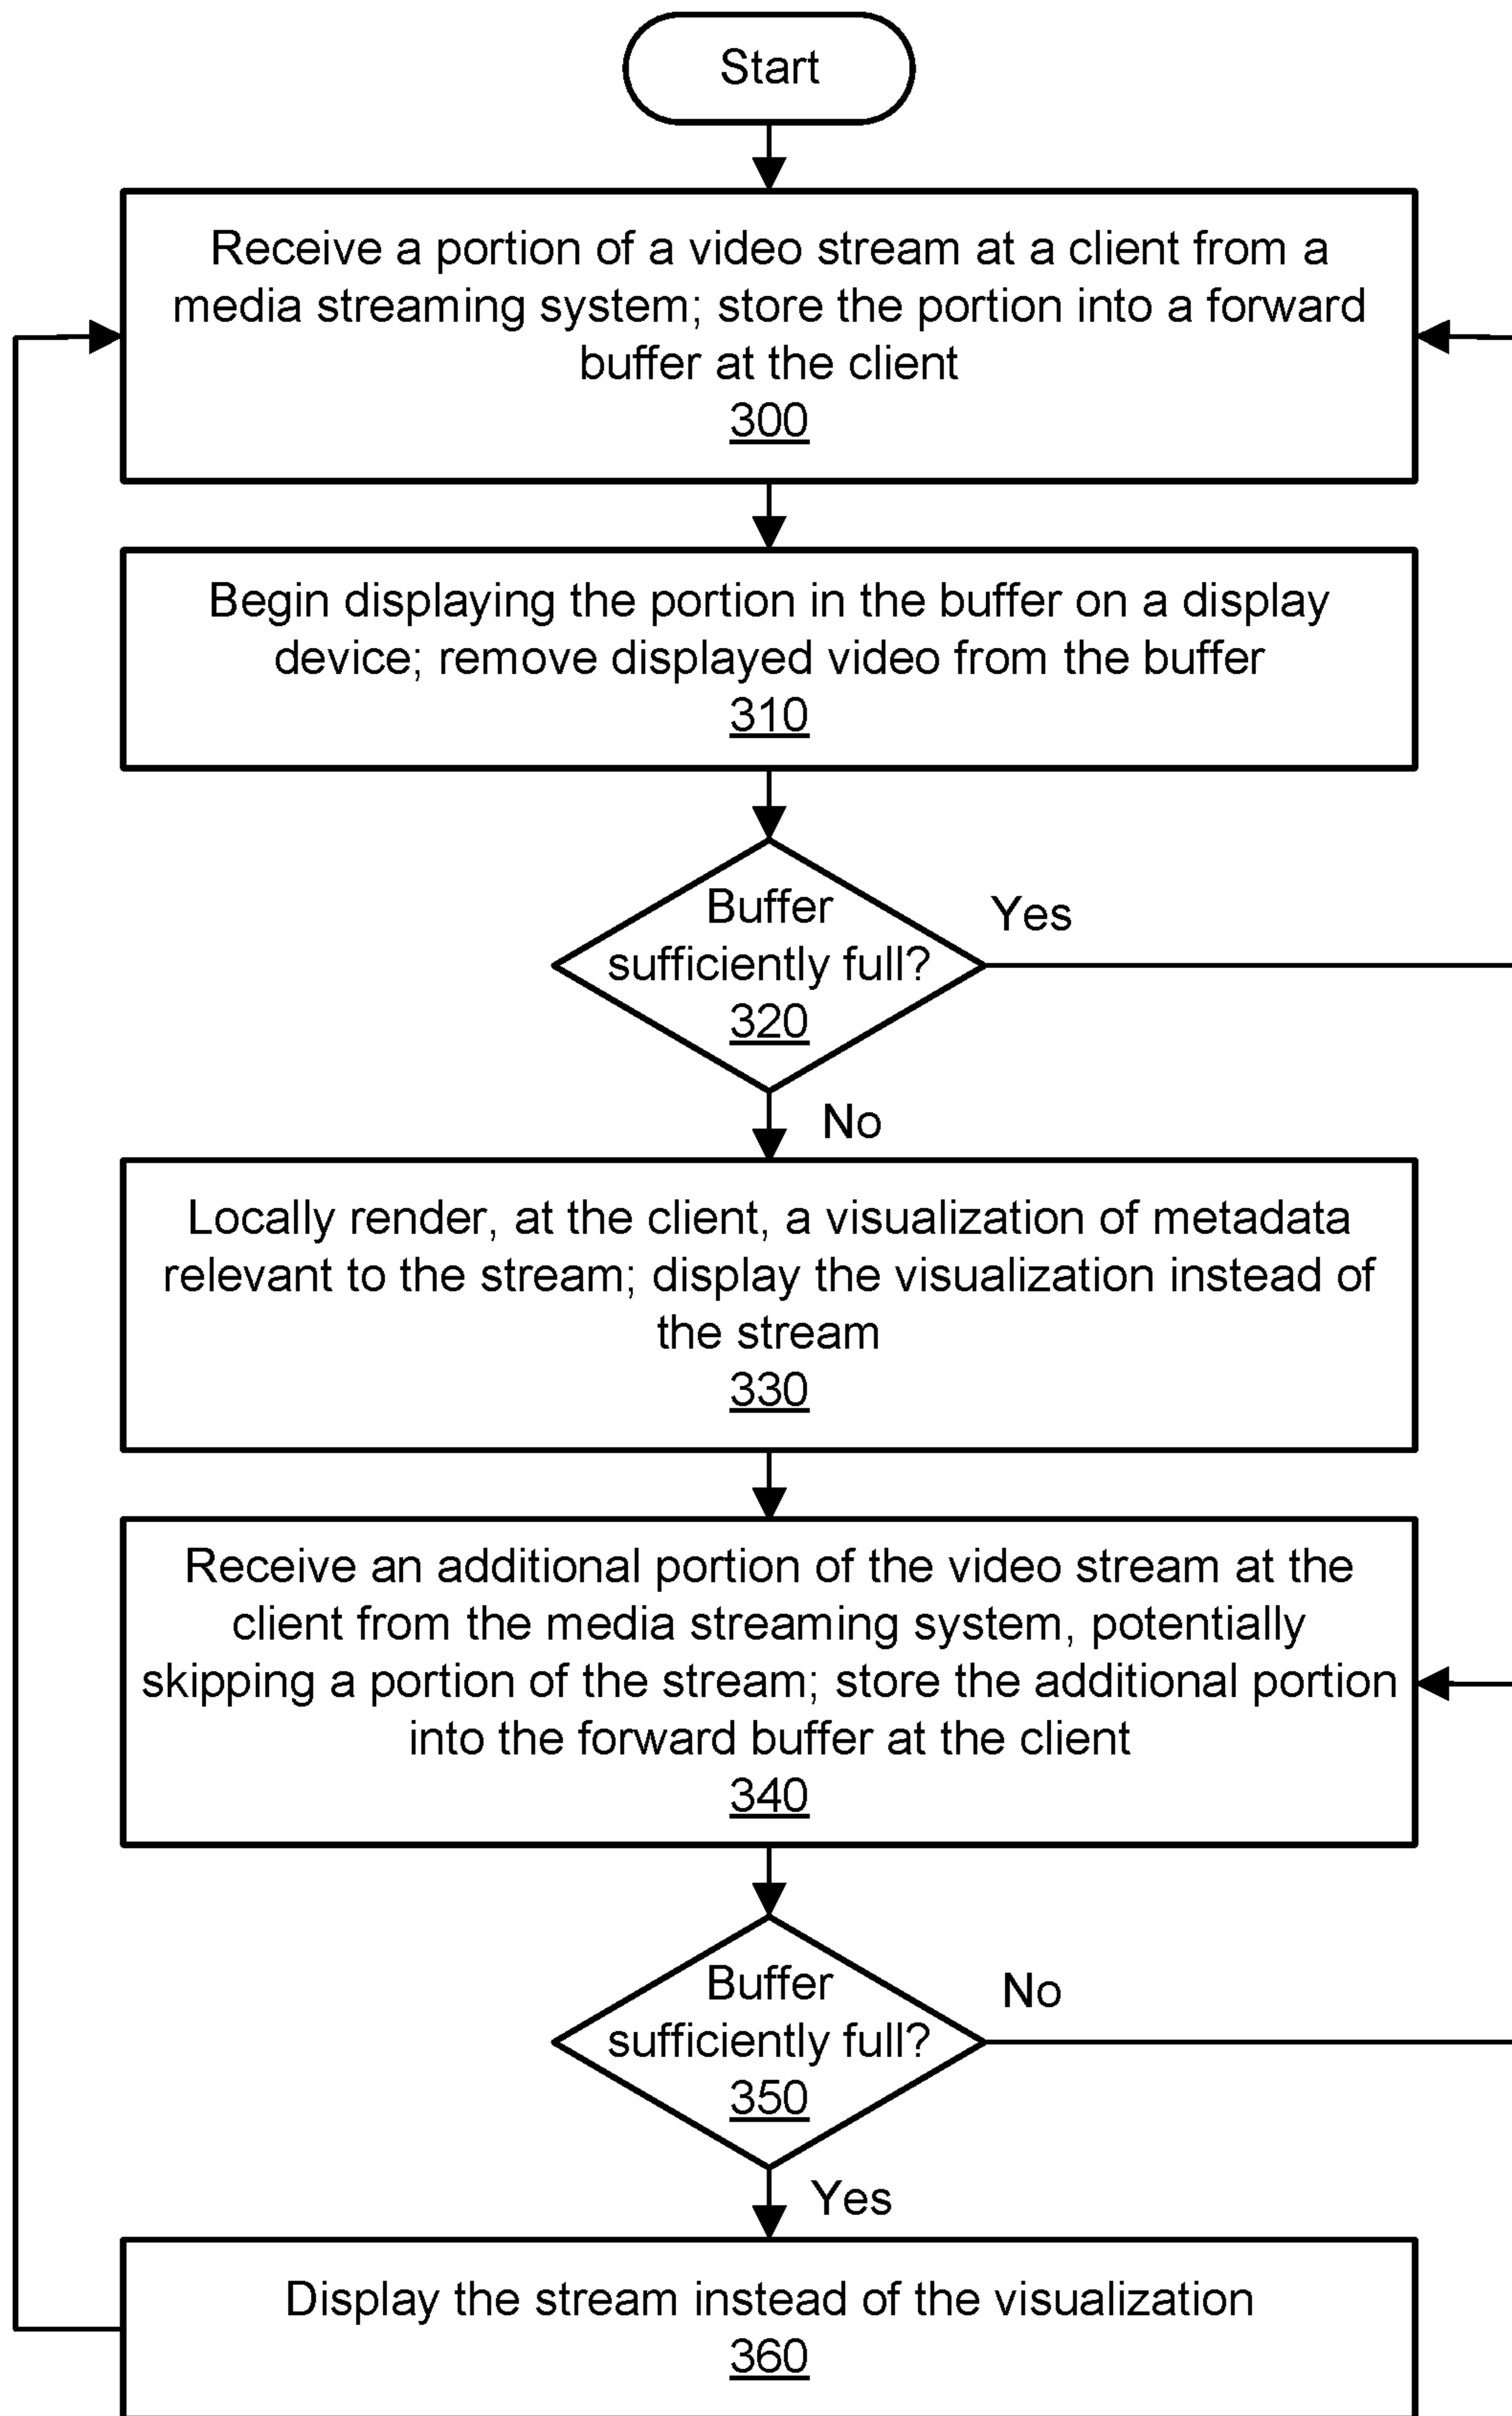 Start
Receive a portion of a video stream at a client from a
media streaming system; store the portion into a forward
buffer at the client
300
Begin displaying the portion in the buffer on a display
device; remove displayed video from the buffer
310
Buffer
sufficiently full?
320
Yes
No
Locally render, at the client, a visualization of metadata
relevant to the stream; display the visualization instead of
the stream
330
Receive an additional portion of the video stream at the
client from the media streaming system, potentially
skipping a portion of the stream; store the additional portion
into the forward buffer at the client
340
Buffer
sufficiently full?
350
No
Yes
Display the stream instead of the visualization
360